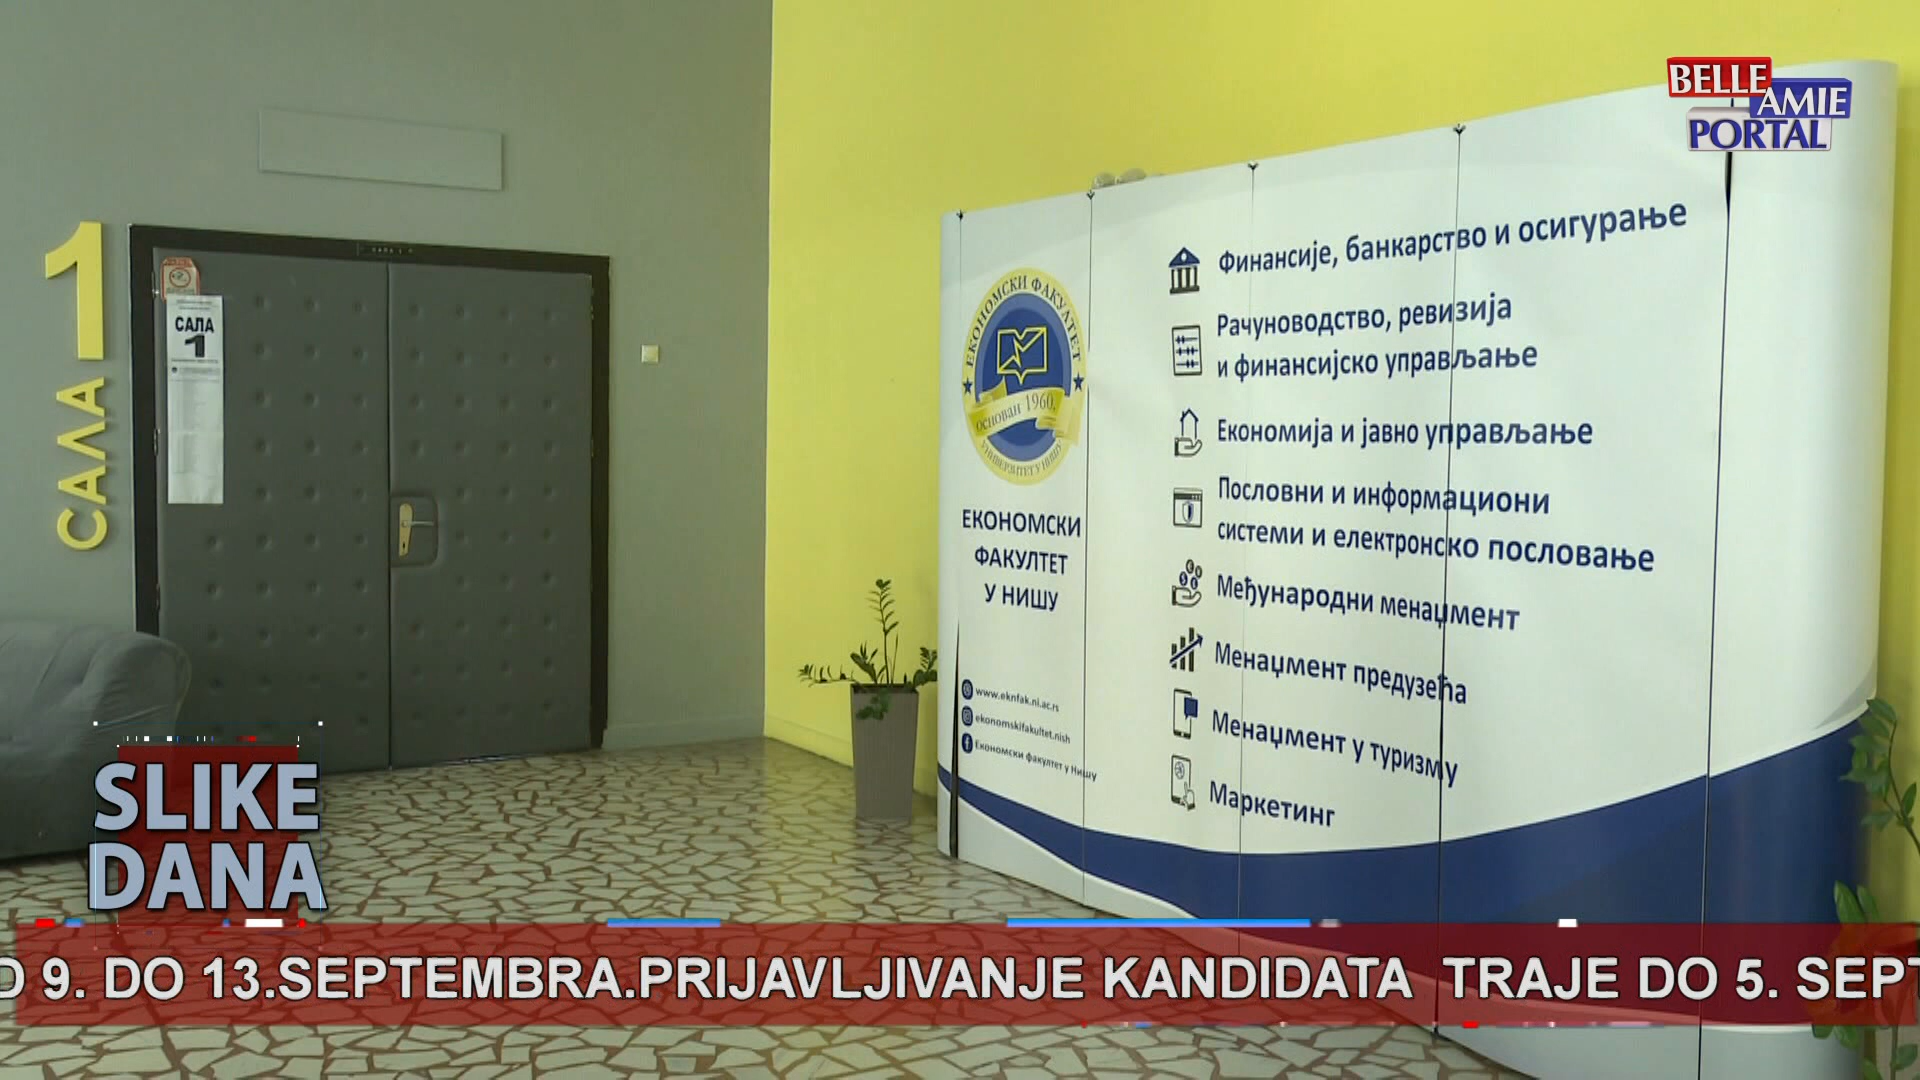 BELLE
AMIE
PORTAL
1
САЛА
САЛА
1
ЕКОНОМСКИ ФАКУЛТЕТ
основан 1960.
УНИВЕРЗИТЕТ У НИШУ
ЕКОНОМСКИ
ФАКУЛТЕТ
У НИШУ
www.eknfak.ni.ac.rs
ekonomskifakultet.nish
Економски факултет у Нишу
Финансије, банкарство и осигурање
Рачуноводство, ревизија
и финансијско управљање
Економија и јавно управљање
Пословни и информациони
системи и електронско пословање
Међународни менаџмент
Менаџмент предузећа
Менаџмент у туризму
Маркетинг
SLIKE
DANA
D 9. DO 13.SEPTEMBRA.PRIJAVLJIVANJE KANDIDATA TRAJE DO 5. SEPT